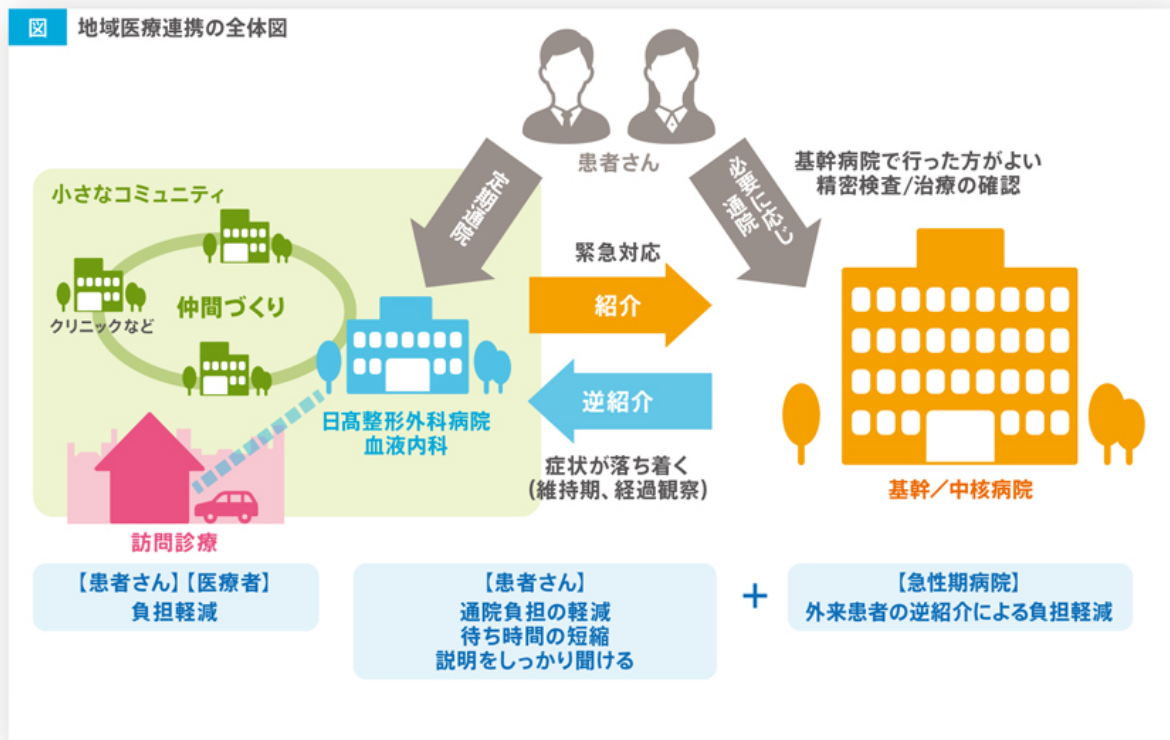 図 地域医療連携の全体図
患者さん
定期通院
必要に応じ
通院
基幹病院で行った方がよい
精密検査/治療の確認
小さなコミュニティ
仲間づくり
クリニックなど
緊急対応
紹介
逆紹介
日髙整形外科病院
血液内科
症状が落ち着く
(維持期、経過観察)
基幹／中核病院
訪問診療
【患者さん】【医療者】
負担軽減
【患者さん】
通院負担の軽減
待ち時間の短縮
説明をしっかり聞ける
+
【急性期病院】
外来患者の逆紹介による負担軽減